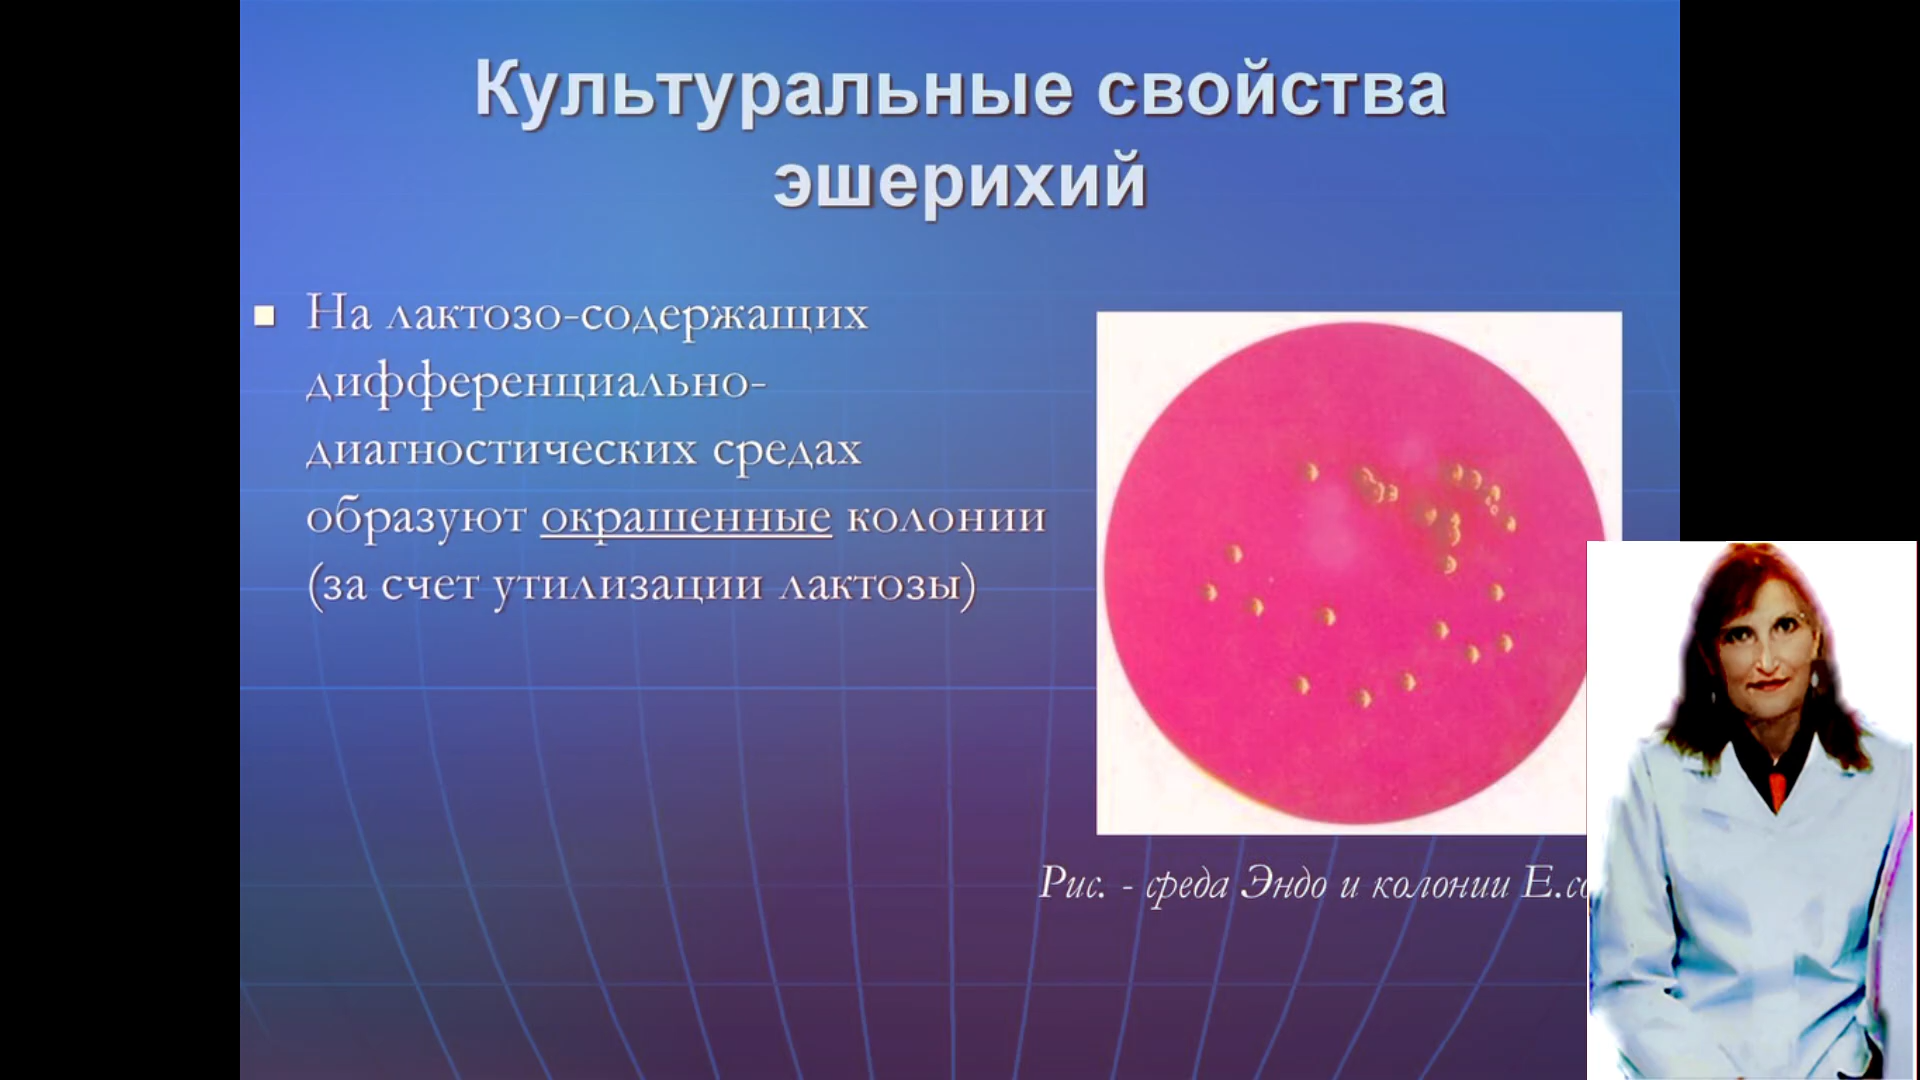 Культуральные свойства
эшерихий
На лактозо-содержащих
дифференциально-
диагностических средах
образуют окрашенные колонии
(за счет утилизации лактозы)
Рис. - среда Эндо и колонии Е.со